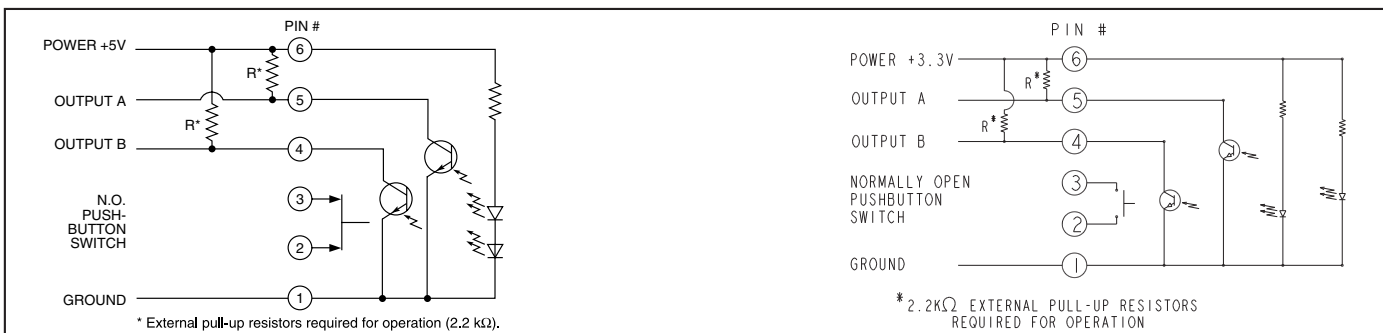 PIN #
POWER +5V
6
R*
OUTPUT A
5
R*
OUTPUT B
4
N.O.
PUSH-
BUTTON
SWITCH
3
2
GROUND
1
* External pull-up resistors required for operation (2.2 kΩ).
PIN #
POWER +3.3V
6
R*
OUTPUT A
5
R*
OUTPUT B
4
NORMALLY OPEN
PUSHBUTTON
SWITCH
3
2
GROUND
1
*2.2KΩ EXTERNAL PULL-UP RESISTORS
REQUIRED FOR OPERATION